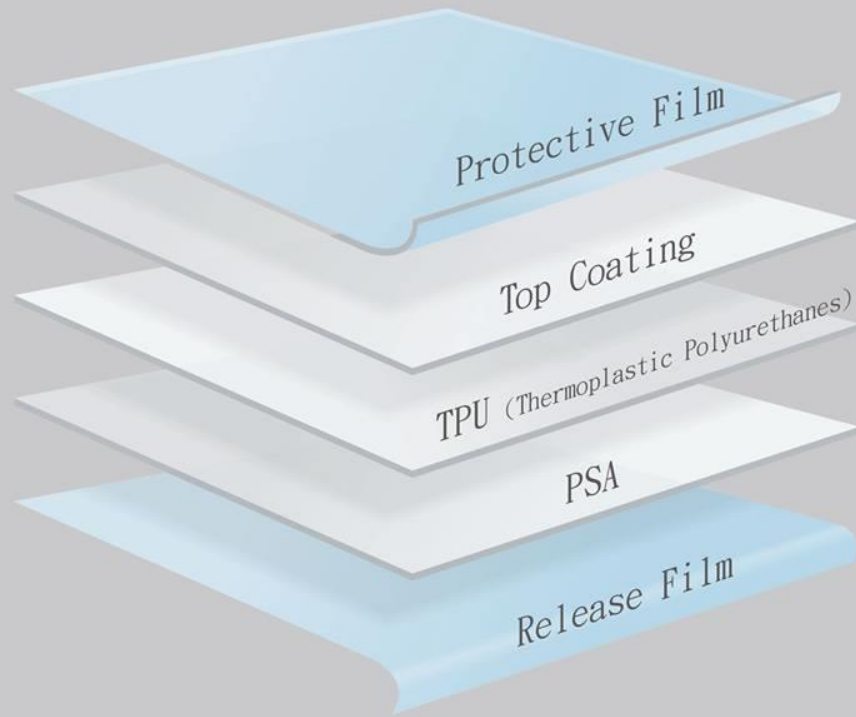 Protective Film
Top Coating
TPU (Thermoplastic Polyurethanes)
PSA
Release Film